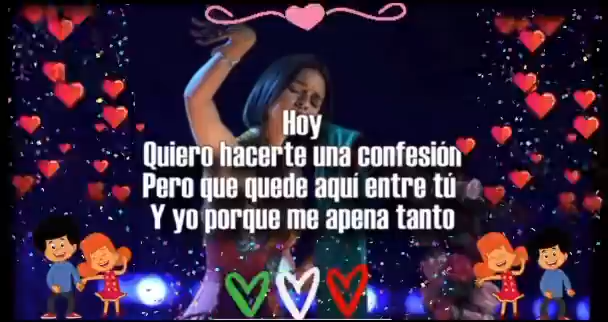 Hoy
Quiero hacerte una confesión
Pero que quede aquí entre tú
Y yo porque me apena tanto